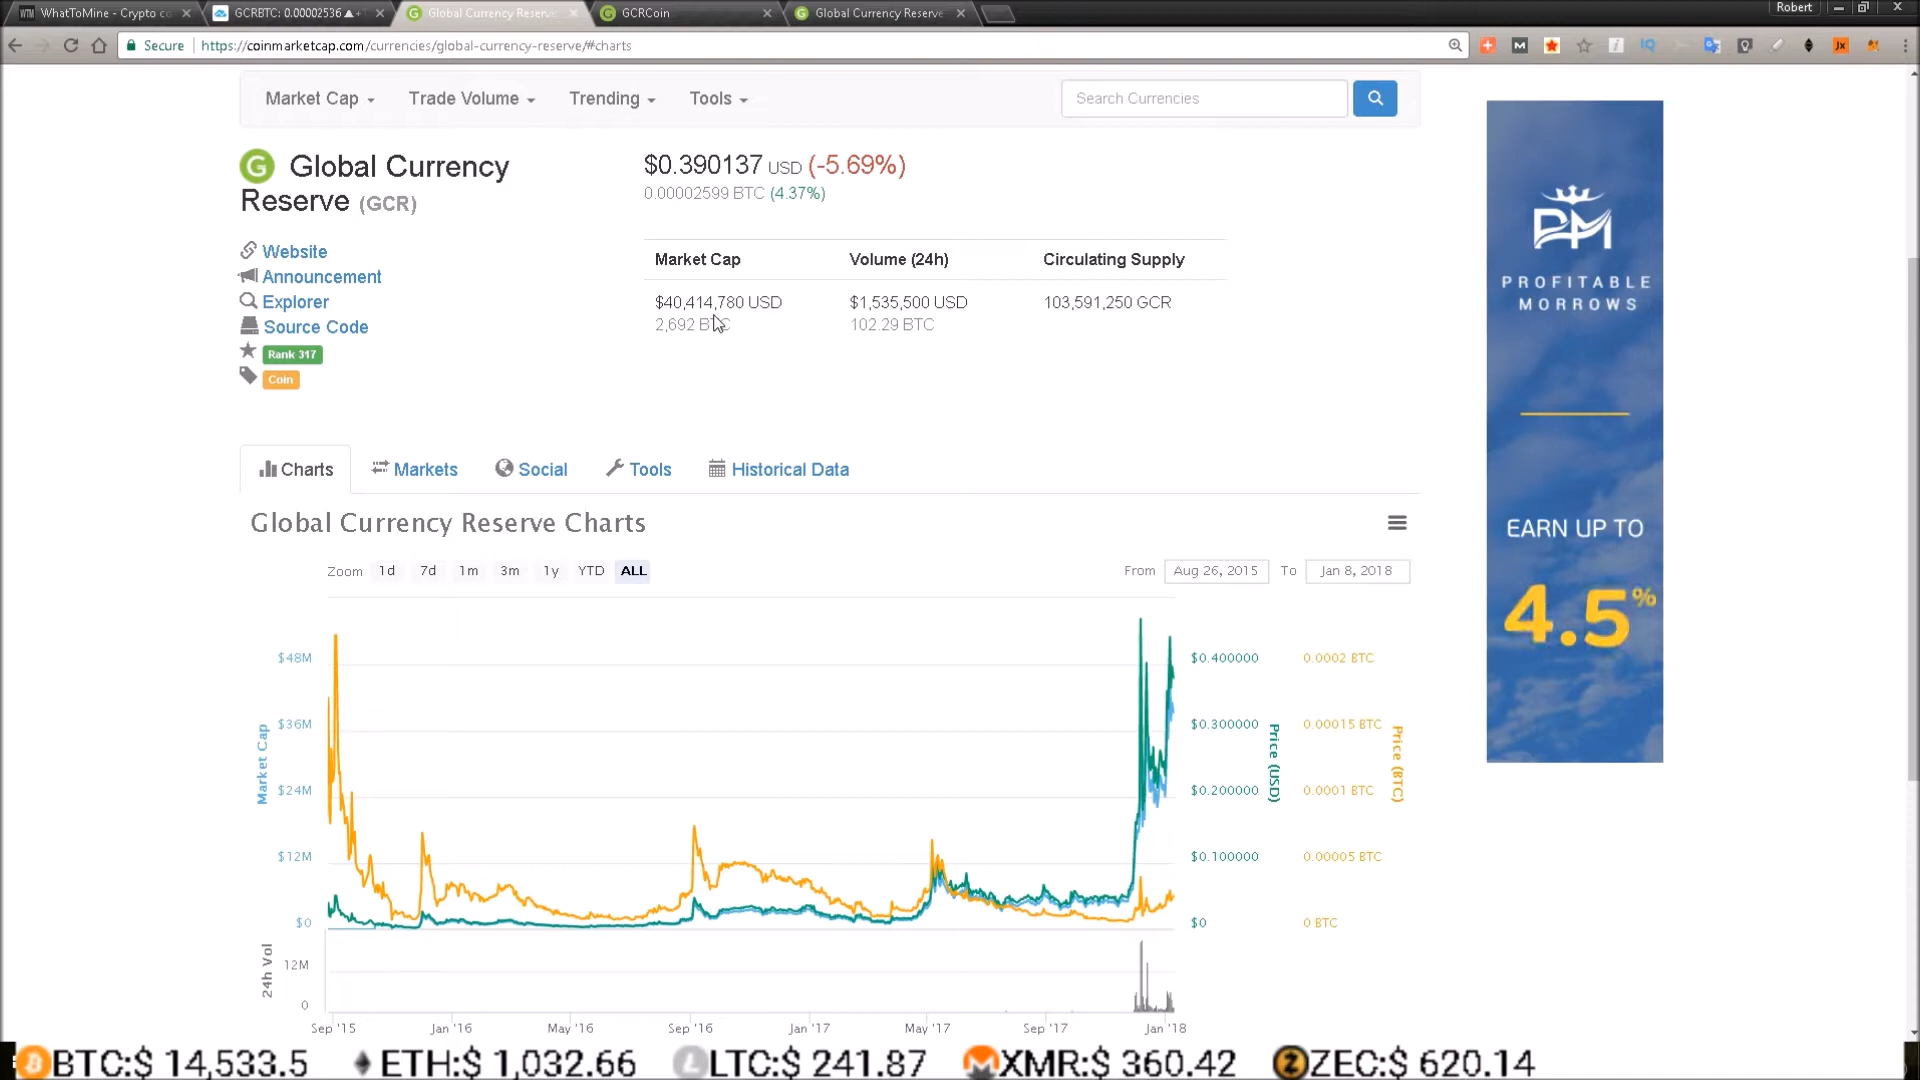 WhatToMine - Crypto co
GCRBTC: 0.00002536 ▲+
Global Currency Reserve
GCRCoin
Global Currency Reserve
Robert
Secure
https://coinmarketcap.com/currencies/global-currency-reserve/#charts
Market Cap
Trade Volume
Trending
Tools
Search Currencies
Global Currency
Reserve (GCR)
$0.390137 USD (-5.69%)
0.00002599 BTC (4.37%)
Website
Announcement
Explorer
Source Code
Rank 317
Coin
Market Cap
Volume (24h)
Circulating Supply
$40,414,780 USD
$1,535,500 USD
103,591,250 GCR
2,692 BTC
102.29 BTC
PROFITABLE
MORROWS
EARN UP TO
4.5%
Charts
Markets
Social
Tools
Historical Data
Global Currency Reserve Charts
Zoom 1d 7d 1m 3m 1y YTD ALL
From Aug 26, 2015 To Jan 8, 2018
$48M
$36M
$24M
$12M
$0
Market Cap
$0.400000
$0.300000
$0.200000
$0.100000
$0
Price (USD)
0.0002 BTC
0.00015 BTC
0.0001 BTC
0.00005 BTC
0 BTC
Price (BTC)
24h Vol
12M
0
Sep '15
Jan '16
May '16
Sep '16
Jan '17
May '17
Sep '17
Jan '18
BTC:$ 14,533.5
ETH:$ 1,032.66
LTC:$ 241.87
XMR:$ 360.42
ZEC:$ 620.14